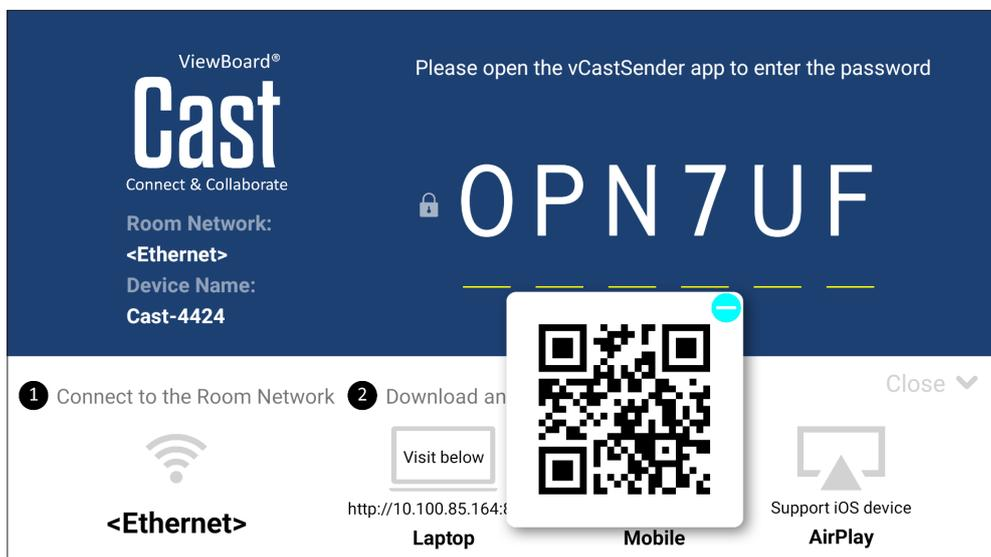 ViewBoard®
Cast
Connect & Collaborate
Room Network:
<Ethernet>
Device Name:
Cast-4424
Please open the vCastSender app to enter the password
OPN7UF
1 Connect to the Room Network
2 Download an
Close
<Ethernet>
Visit below
http://10.100.85.164:8
Laptop
Mobile
Support iOS device
AirPlay